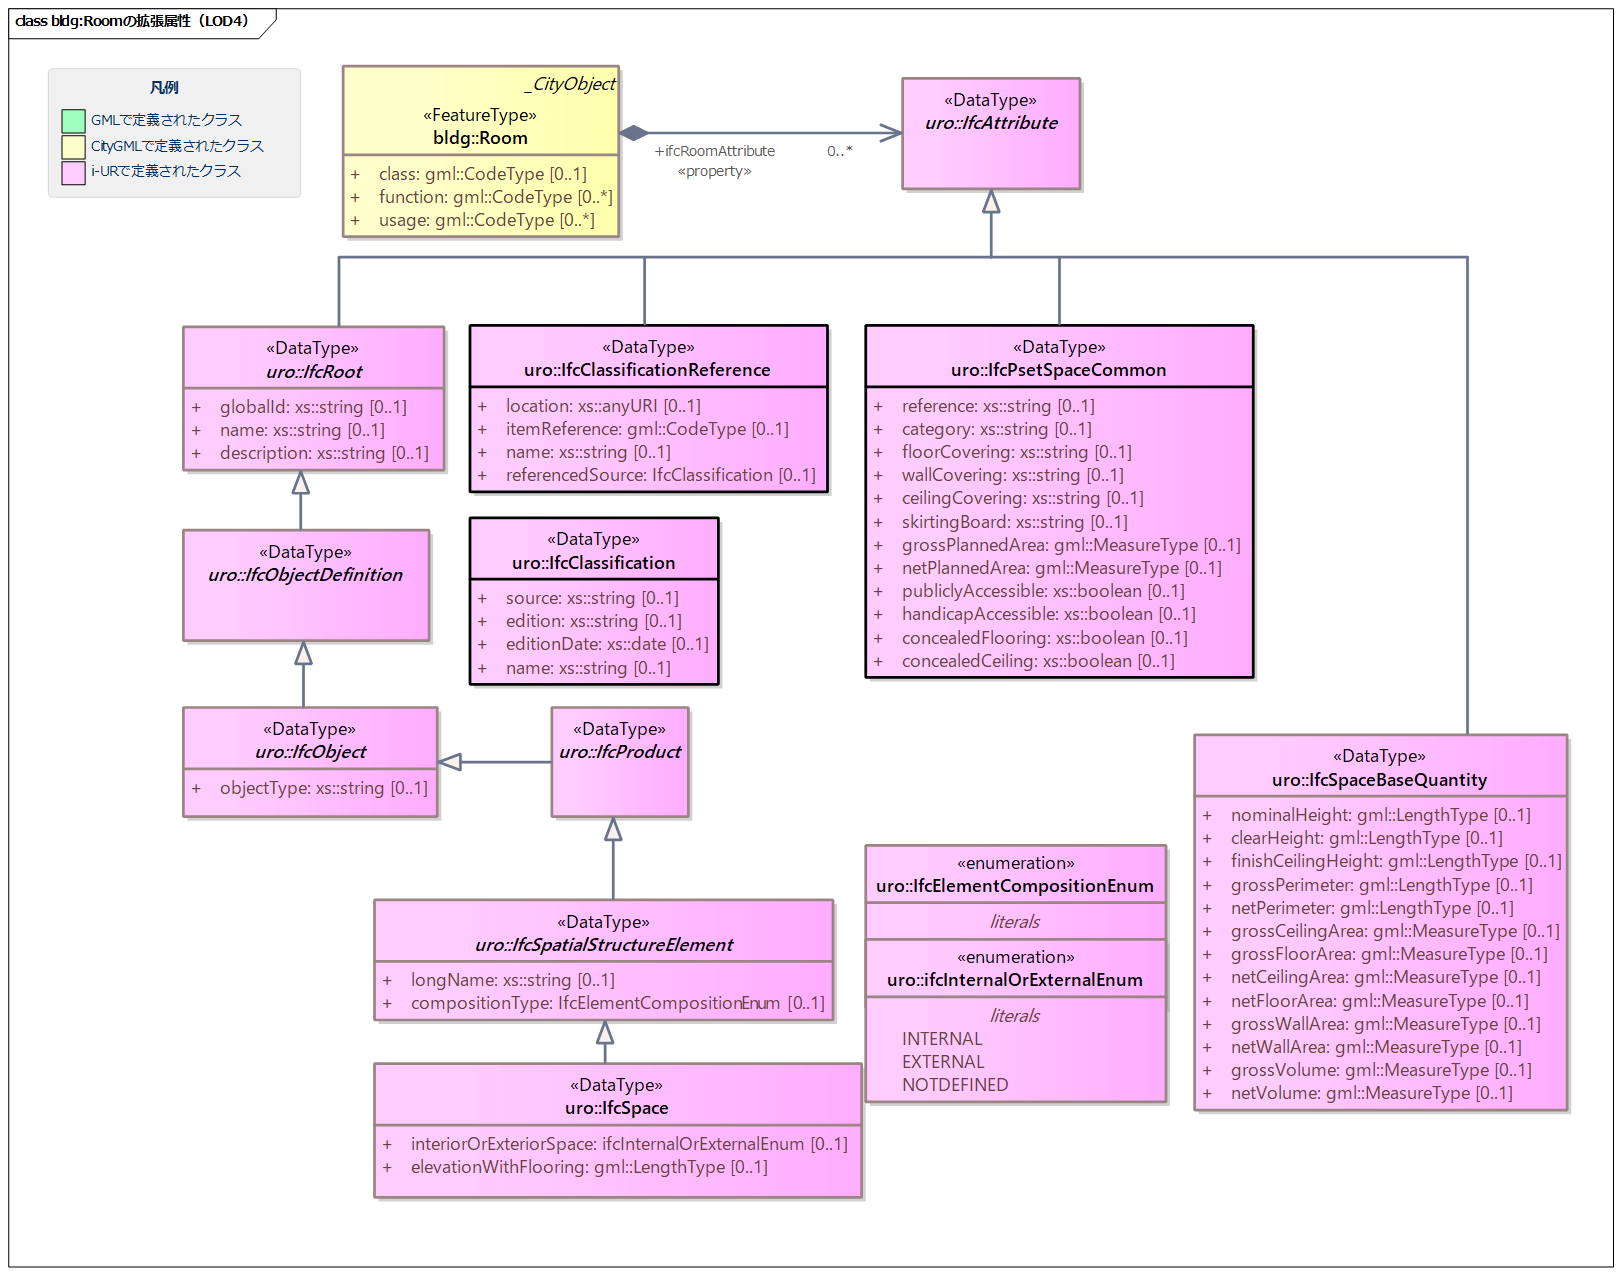 class bldg:Roomの拡張属性（LOD4）
凡例
GMLで定義されたクラス
CityGMLで定義されたクラス
i-URで定義されたクラス
_CityObject
«FeatureType»
bldg::Room
+ class: gml::CodeType [0..1]
+ function: gml::CodeType [0..*]
+ usage: gml::CodeType [0..*]
+ifcRoomAttribute
0..*
«property»
«DataType»
uro::IfcAttribute
«DataType»
uro::IfcRoot
+ globalId: xs::string [0..1]
+ name: xs::string [0..1]
+ description: xs::string [0..1]
«DataType»
uro::IfcClassificationReference
+ location: xs::anyURI [0..1]
+ itemReference: gml::CodeType [0..1]
+ name: xs::string [0..1]
+ referencedSource: IfcClassification [0..1]
«DataType»
uro::IfcPsetSpaceCommon
+ reference: xs::string [0..1]
+ category: xs::string [0..1]
+ floorCovering: xs::string [0..1]
+ wallCovering: xs::string [0..1]
+ ceilingCovering: xs::string [0..1]
+ skirtingBoard: xs::string [0..1]
+ grossPlannedArea: gml::MeasureType [0..1]
+ netPlannedArea: gml::MeasureType [0..1]
+ publiclyAccessible: xs::boolean [0..1]
+ handicapAccessible: xs::boolean [0..1]
+ concealedFlooring: xs::boolean [0..1]
+ concealedCeiling: xs::boolean [0..1]
«DataType»
uro::IfcObjectDefinition
«DataType»
uro::IfcClassification
+ source: xs::string [0..1]
+ edition: xs::string [0..1]
+ editionDate: xs::date [0..1]
+ name: xs::string [0..1]
«DataType»
uro::IfcObject
+ objectType: xs::string [0..1]
«DataType»
uro::IfcProduct
«DataType»
uro::IfcSpaceBaseQuantity
+ nominalHeight: gml::LengthType [0..1]
+ clearHeight: gml::LengthType [0..1]
+ finishCeilingHeight: gml::LengthType [0..1]
+ grossPerimeter: gml::LengthType [0..1]
+ netPerimeter: gml::LengthType [0..1]
+ grossCeilingArea: gml::MeasureType [0..1]
+ grossFloorArea: gml::MeasureType [0..1]
+ netCeilingArea: gml::MeasureType [0..1]
+ netFloorArea: gml::MeasureType [0..1]
+ grossWallArea: gml::MeasureType [0..1]
+ netWallArea: gml::MeasureType [0..1]
+ grossVolume: gml::MeasureType [0..1]
+ netVolume: gml::MeasureType [0..1]
«DataType»
uro::IfcSpatialStructureElement
+ longName: xs::string [0..1]
+ compositionType: IfcElementCompositionEnum [0..1]
«enumeration»
uro::IfcElementCompositionEnum
literals
«enumeration»
uro::ifcInternalOrExternalEnum
literals
INTERNAL
EXTERNAL
NOTDEFINED
«DataType»
uro::IfcSpace
+ interiorOrExteriorSpace: ifcInternalOrExternalEnum [0..1]
+ elevationWithFlooring: gml::LengthType [0..1]